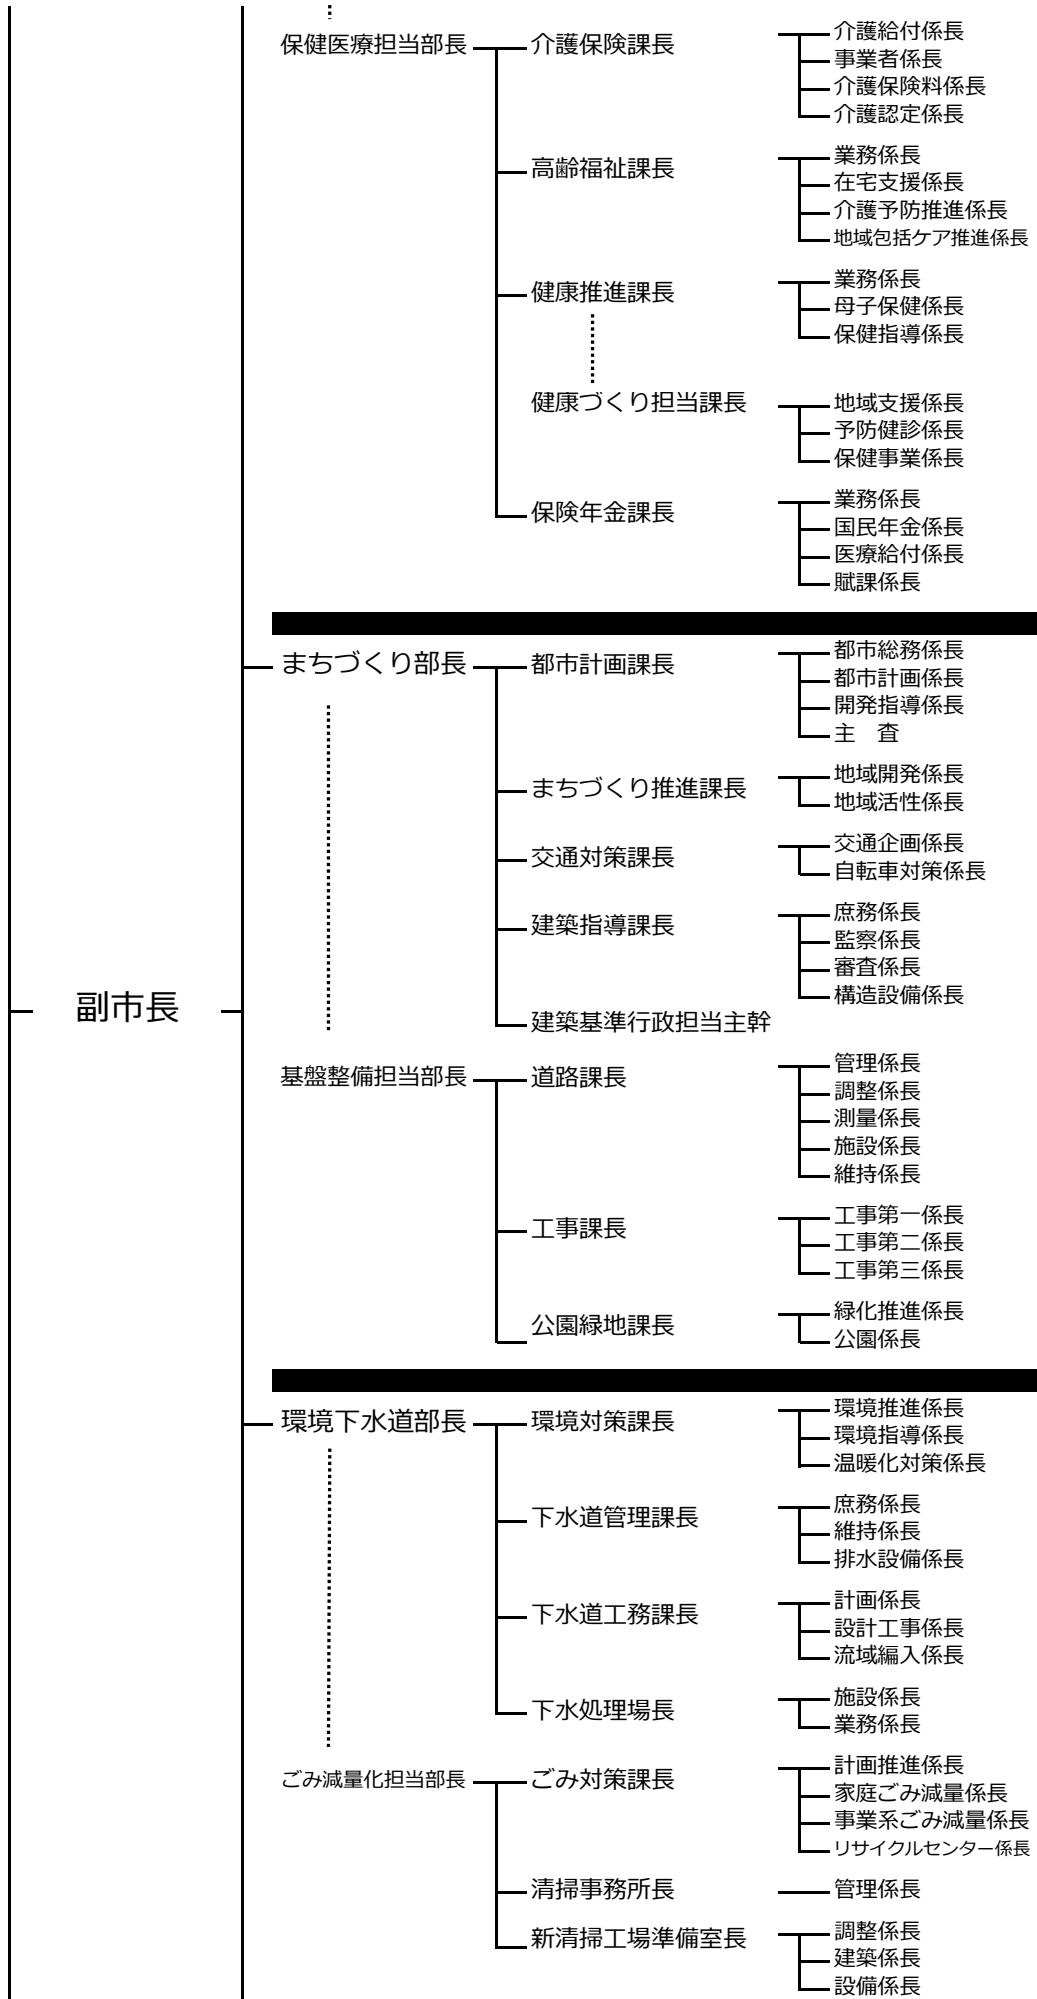 保健医療担当部長
介護保険課長
介護給付係長
事業者係長
介護保険料係長
介護認定係長
高齢福祉課長
業務係長
在宅支援係長
介護予防推進係長
地域包括ケア推進係長
健康推進課長
業務係長
母子保健係長
保健指導係長
健康づくり担当課長
地域支援係長
予防健診係長
保健事業係長
保険年金課長
業務係長
国民年金係長
医療給付係長
賦課係長
副市長
まちづくり部長
都市計画課長
都市総務係長
都市計画係長
開発指導係長
主　査
まちづくり推進課長
地域開発係長
地域活性係長
交通対策課長
交通企画係長
自転車対策係長
建築指導課長
庶務係長
監察係長
審査係長
構造設備係長
建築基準行政担当主幹
基盤整備担当部長
道路課長
管理係長
調整係長
測量係長
施設係長
維持係長
工事課長
工事第一係長
工事第二係長
工事第三係長
公園緑地課長
緑化推進係長
公園係長
環境下水道部長
環境対策課長
環境推進係長
環境指導係長
温暖化対策係長
下水道管理課長
庶務係長
維持係長
排水設備係長
下水道工務課長
計画係長
設計工事係長
流域編入係長
下水処理場長
施設係長
業務係長
ごみ減量化担当部長
ごみ対策課長
計画推進係長
家庭ごみ減量係長
事業系ごみ減量係長
リサイクルセンター係長
清掃事務所長
管理係長
新清掃工場準備室長
調整係長
建築係長
設備係長